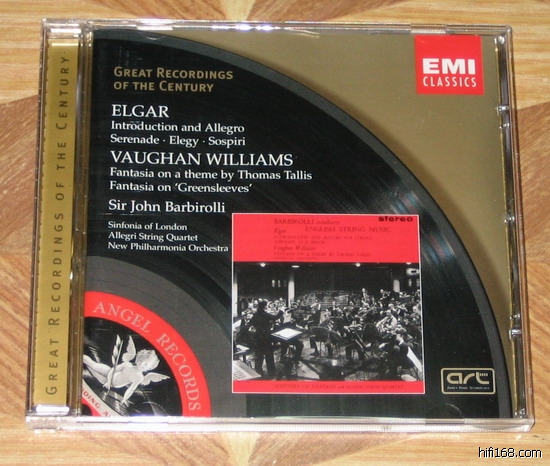 GREAT RECORDINGS OF THE CENTURY
GREAT RECORDINGS
OF THE CENTURY
EMI
CLASSICS
ELGAR
Introduction and Allegro
Serenade · Elegy · Sospiri
VAUGHAN WILLIAMS
Fantasia on a theme by Thomas Tallis
Fantasia on 'Greensleeves'
Sir John Barbirolli
Sinfonia of London
Allegri String Quartet
New Philharmonia Orchestra
stereo
BARBIROLLI conducts
ENGLISH STRING MUSIC
Elgar
Vaughan Williams
ANGEL RECORDS
art
hifi168.com